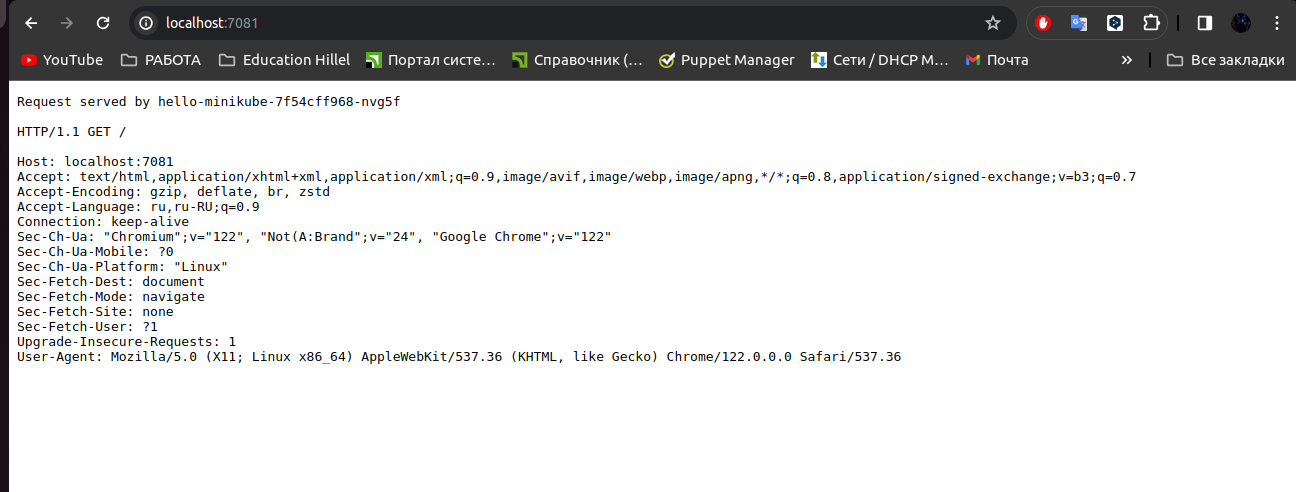 localhost:7081
YouTube РАБОТА Education Hillel Портал систе... Справочник (... Puppet Manager Сети / DHCP M... Почта » Все закладки
Request served by hello-minikube-7f54cff968-nvg5f
HTTP/1.1 GET /
Host: localhost:7081
Accept: text/html,application/xhtml+xml,application/xml;q=0.9,image/avif,image/webp,image/apng,*/*;q=0.8,application/signed-exchange;v=b3;q=0.7
Accept-Encoding: gzip, deflate, br, zstd
Accept-Language: ru,ru-RU;q=0.9
Connection: keep-alive
Sec-Ch-Ua: "Chromium";v="122", "Not(A:Brand";v="24", "Google Chrome";v="122"
Sec-Ch-Ua-Mobile: ?0
Sec-Ch-Ua-Platform: "Linux"
Sec-Fetch-Dest: document
Sec-Fetch-Mode: navigate
Sec-Fetch-Site: none
Sec-Fetch-User: ?1
Upgrade-Insecure-Requests: 1
User-Agent: Mozilla/5.0 (X11; Linux x86_64) AppleWebKit/537.36 (KHTML, like Gecko) Chrome/122.0.0.0 Safari/537.36